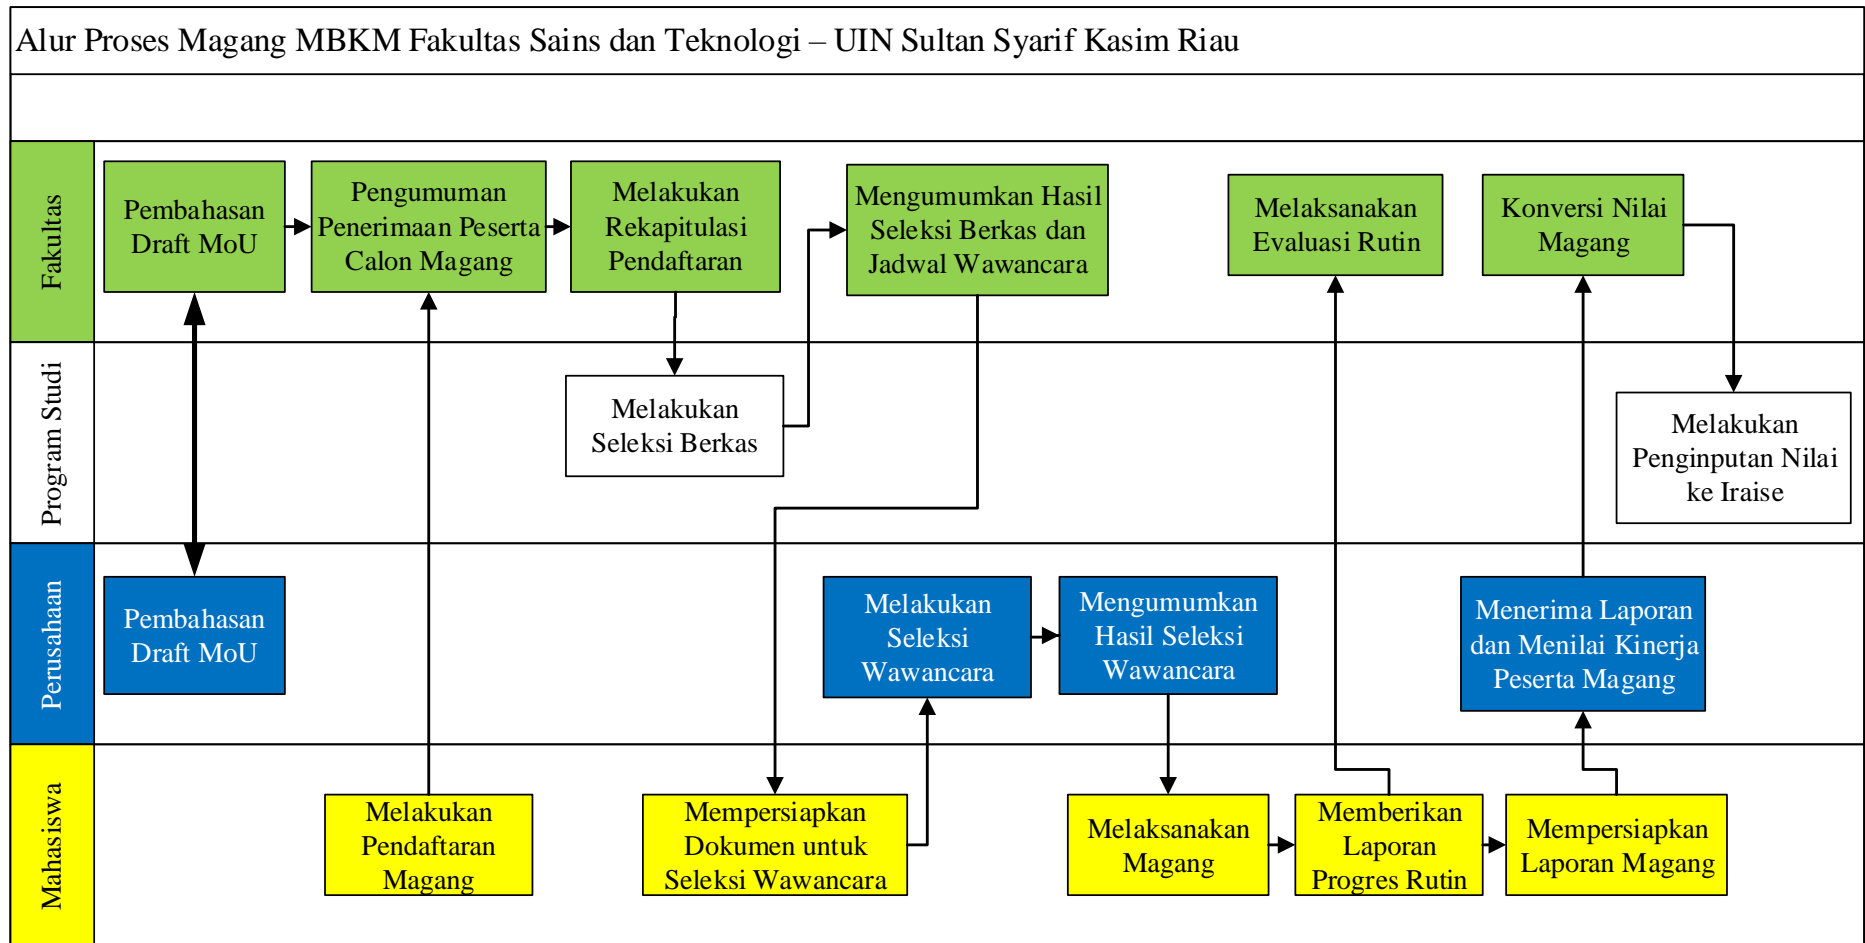 Alur Proses Magang MBKM Fakultas Sains dan Teknologi – UIN Sultan Syarif Kasim Riau
Fakultas
Pembahasan
Draft MoU
Pengumuman
Penerimaan Peserta
Calon Magang
Melakukan
Rekapitulasi
Pendaftaran
Mengumumkan Hasil
Seleksi Berkas dan
Jadwal Wawancara
Melaksanakan
Evaluasi Rutin
Konversi Nilai
Magang
Program Studi
Melakukan
Seleksi Berkas
Melakukan
Penginputan Nilai
ke Iraise
Perusahaan
Pembahasan
Draft MoU
Melakukan
Seleksi
Wawancara
Mengumumkan
Hasil Seleksi
Wawancara
Menerima Laporan
dan Menilai Kinerja
Peserta Magang
Mahasiswa
Melakukan
Pendaftaran
Magang
Mempersiapkan
Dokumen untuk
Seleksi Wawancara
Melaksanakan
Magang
Memberikan
Laporan
Progres Rutin
Mempersiapkan
Laporan Magang